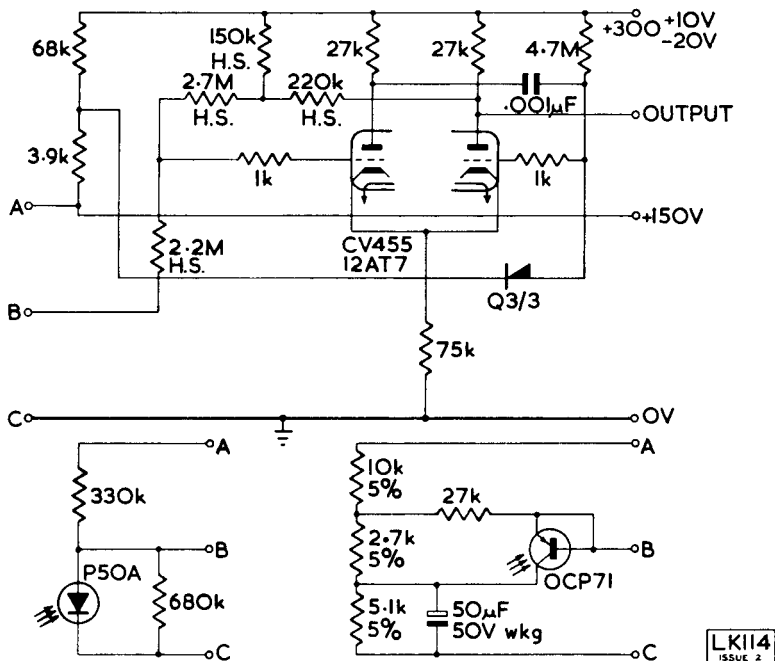 68k
150k
H.S.
27k
27k
4·7M
+300 +10V
-20V
2·7M
H.S.
220k
H.S.
·001µF
OUTPUT
3·9k
1k
1k
A
+150V
2·2M
H.S.
CV455
12AT7
Q3/3
B
75k
C
OV
A
330k
B
P50A
680k
C
A
10k
5%
27k
2·7k
5%
B
OCP71
5·1k
5%
50µF
50V wkg
C
LK114
ISSUE 2